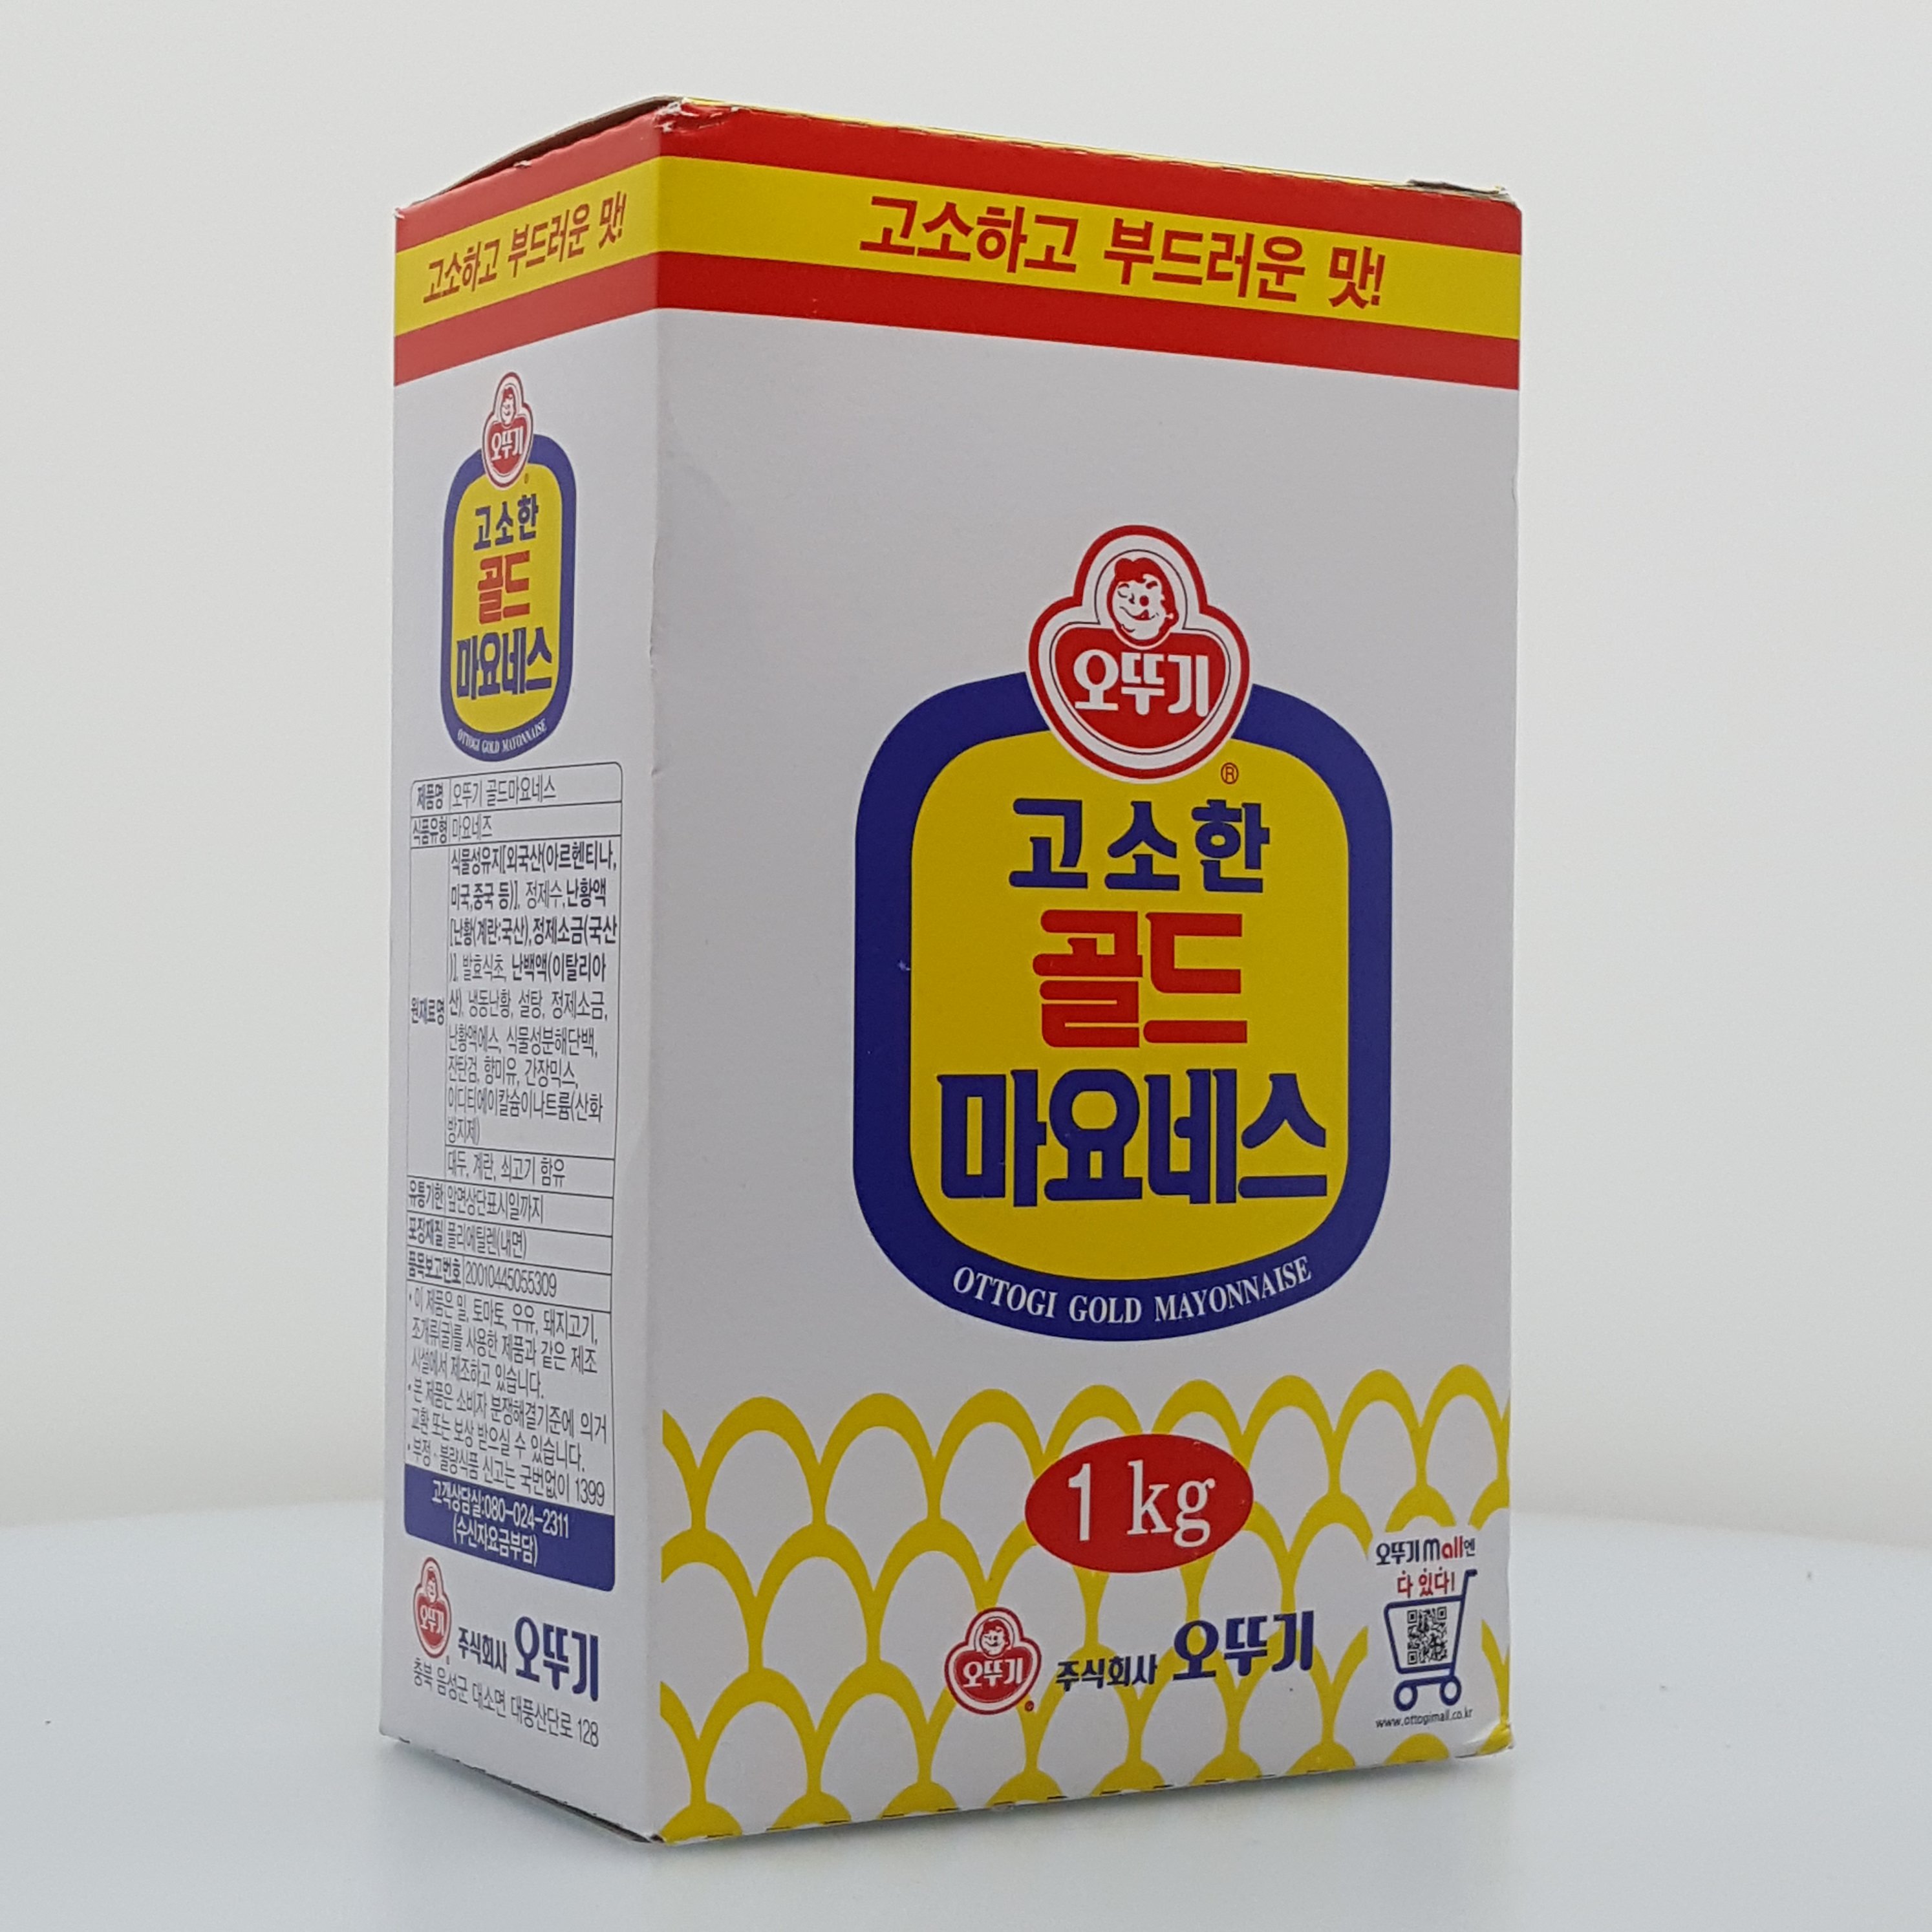 고소하고 부드러운 맛!
오뚜기
고소한
골드
마요네스
OTTOGI GOLD MAYONNAISE
제품명 오뚜기 골드마요네스
식품유형 마요네즈
원재료명
식물성유지[외국산(아르헨티나,
미국,중국 등)], 정제수,난황액
[난황(계란:국산),정제소금(국산
)], 발효식초, 난백액(이탈리아
산), 냉동난황, 설탕, 정제소금,
난황액에스, 식물성분해단백,
잔탄검, 향미유, 간장믹스,
이디티에이칼슘이나트륨(산화
방지제)
대두, 계란, 쇠고기 함유
유통기한 앞면상단표시일까지
포장재질 폴리에틸렌(내면)
품목보고번호 20010445055309
• 이 제품은 밀, 토마토, 우유, 돼지고기,
조개류(굴)를 사용한 제품과 같은 제조
시설에서 제조하고 있습니다.
• 본 제품은 소비자 분쟁해결기준에 의거
교환 또는 보상 받으실 수 있습니다.
• 부정·불량식품 신고는 국번없이 1399
고객상담실:080-024-2311
(수신자요금부담)
오뚜기
주식회사 오뚜기
충북 음성군 대소면 대풍산단로 128
고소하고 부드러운 맛!
오뚜기
®
고소한
골드
마요네스
OTTOGI GOLD MAYONNAISE
1 kg
오뚜기
주식회사 오뚜기
오뚜기mall엔
다 있다!
www.ottogimall.co.kr